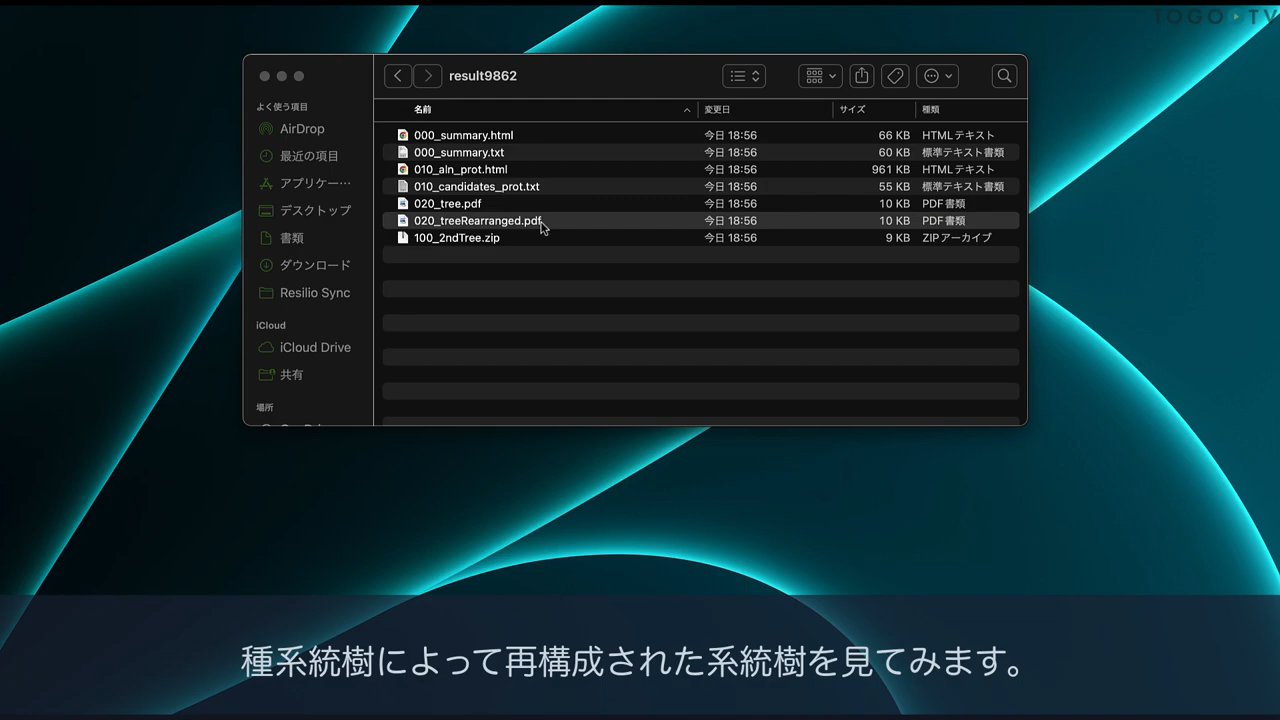 TOGO TV
result9862
よく使う項目
AirDrop
最近の項目
アプリケー…
デスクトップ
書類
ダウンロード
Resilio Sync
iCloud
iCloud Drive
共有
場所
名前 変更日 サイズ 種類
000_summary.html 今日 18:56 66 KB HTMLテキスト
000_summary.txt 今日 18:56 60 KB 標準テキスト書類
010_aln_prot.html 今日 18:56 961 KB HTMLテキスト
010_candidates_prot.txt 今日 18:56 55 KB 標準テキスト書類
020_tree.pdf 今日 18:56 10 KB PDF書類
020_treeRearranged.pdf 今日 18:56 10 KB PDF書類
100_2ndTree.zip 今日 18:56 9 KB ZIPアーカイブ
種系統樹によって再構成された系統樹を見てみます。